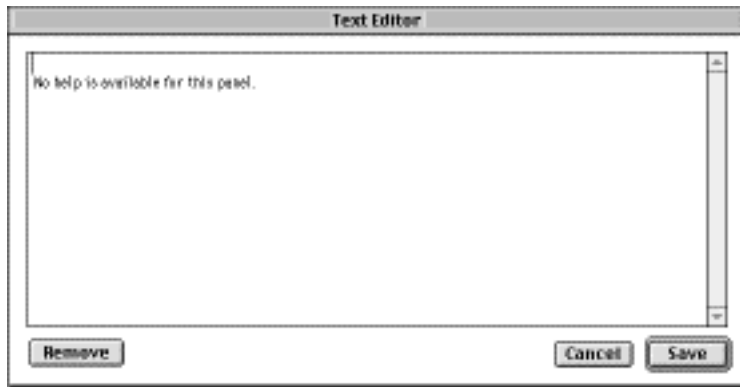 Text Editor
No help is available for this panel.
Remove
Cancel
Save